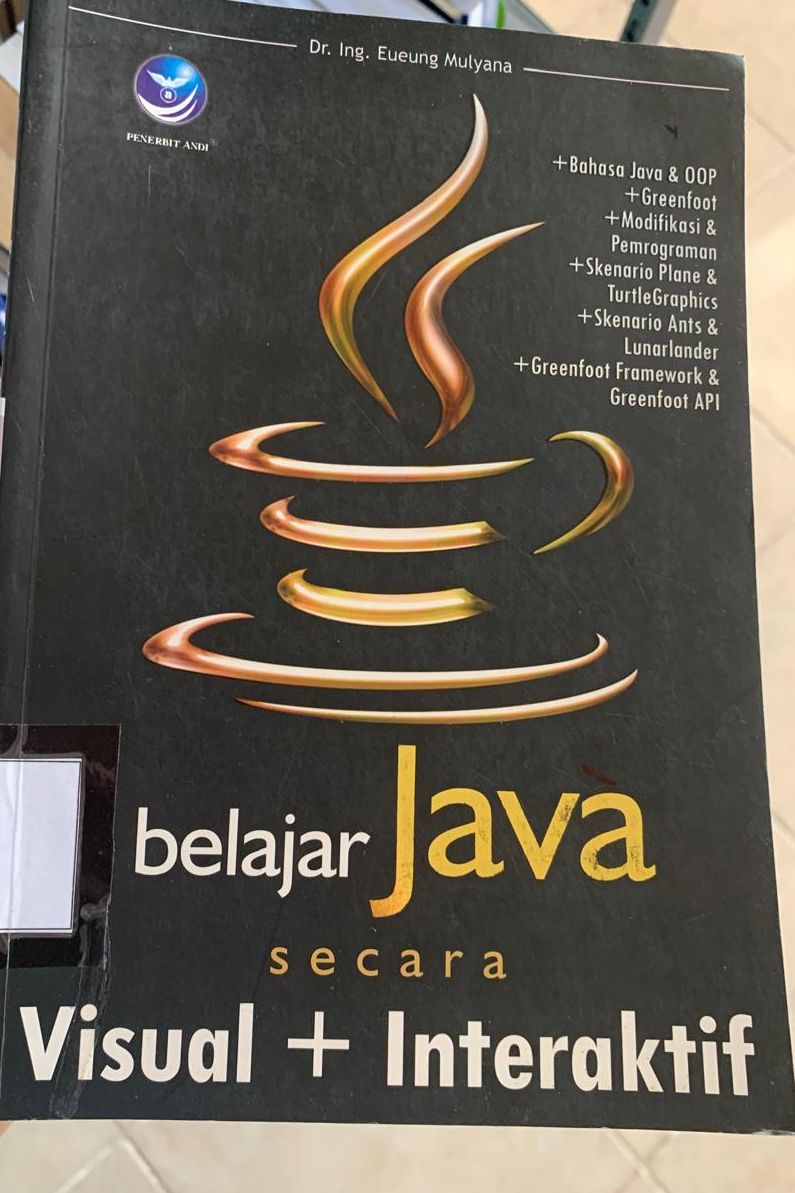 Dr. Ing. Eueung Mulyana
PENERBIT ANDI®
+Bahasa Java & OOP
+Greenfoot
+Modifikasi &
Pemrograman
+Skenario Plane &
TurtleGraphics
+Skenario Ants &
Lunarlander
+Greenfoot Framework &
Greenfoot API
belajar Java
secara
Visual + Interaktif